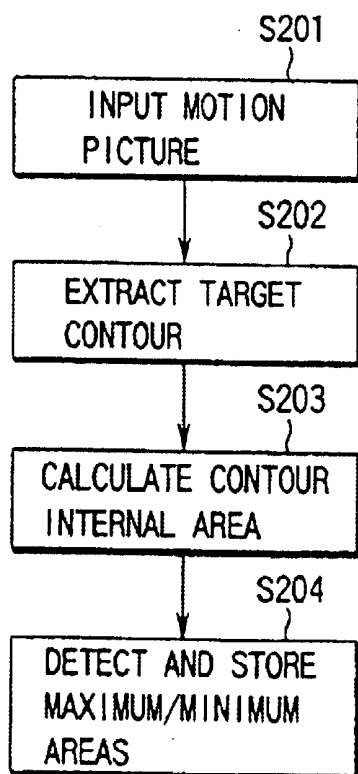 S201
INPUT MOTION
PICTURE
S202
EXTRACT TARGET
CONTOUR
S203
CALCULATE CONTOUR
INTERNAL AREA
S204
DETECT AND STORE
MAXIMUM/MINIMUM
AREAS